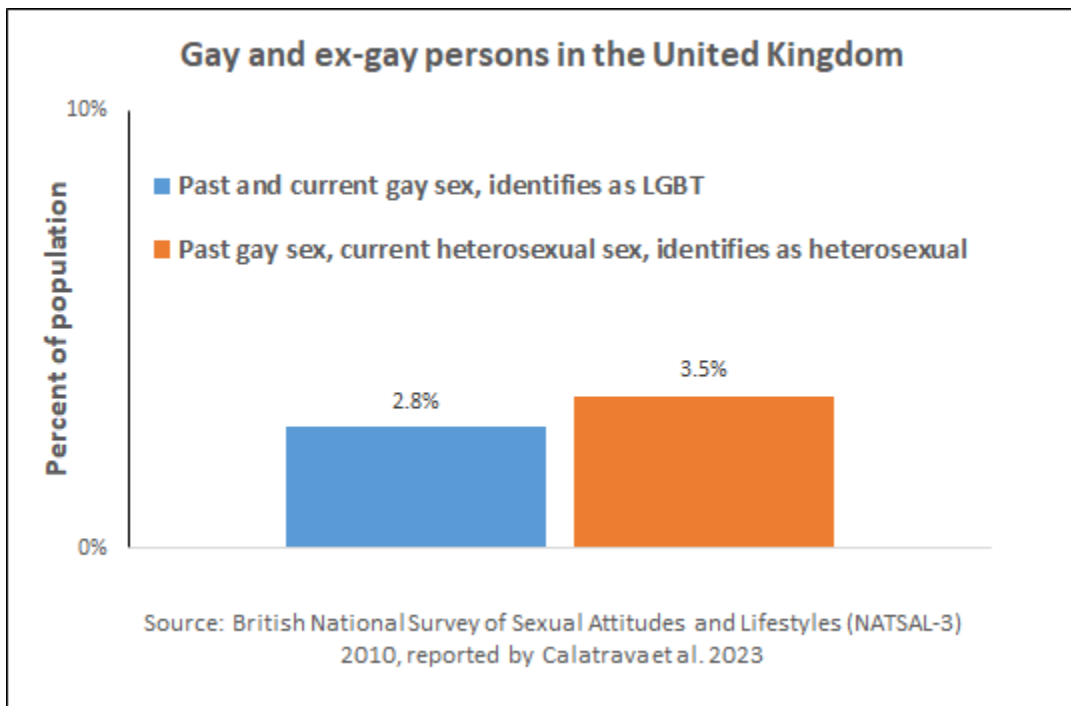 Gay and ex-gay persons in the United Kingdom
10%
Past and current gay sex, identifies as LGBT
Past gay sex, current heterosexual sex, identifies as heterosexual
Percent of population
2.8%
3.5%
0%
Source: British National Survey of Sexual Attitudes and Lifestyles (NATSAL-3)
2010, reported by Calatrava et al. 2023